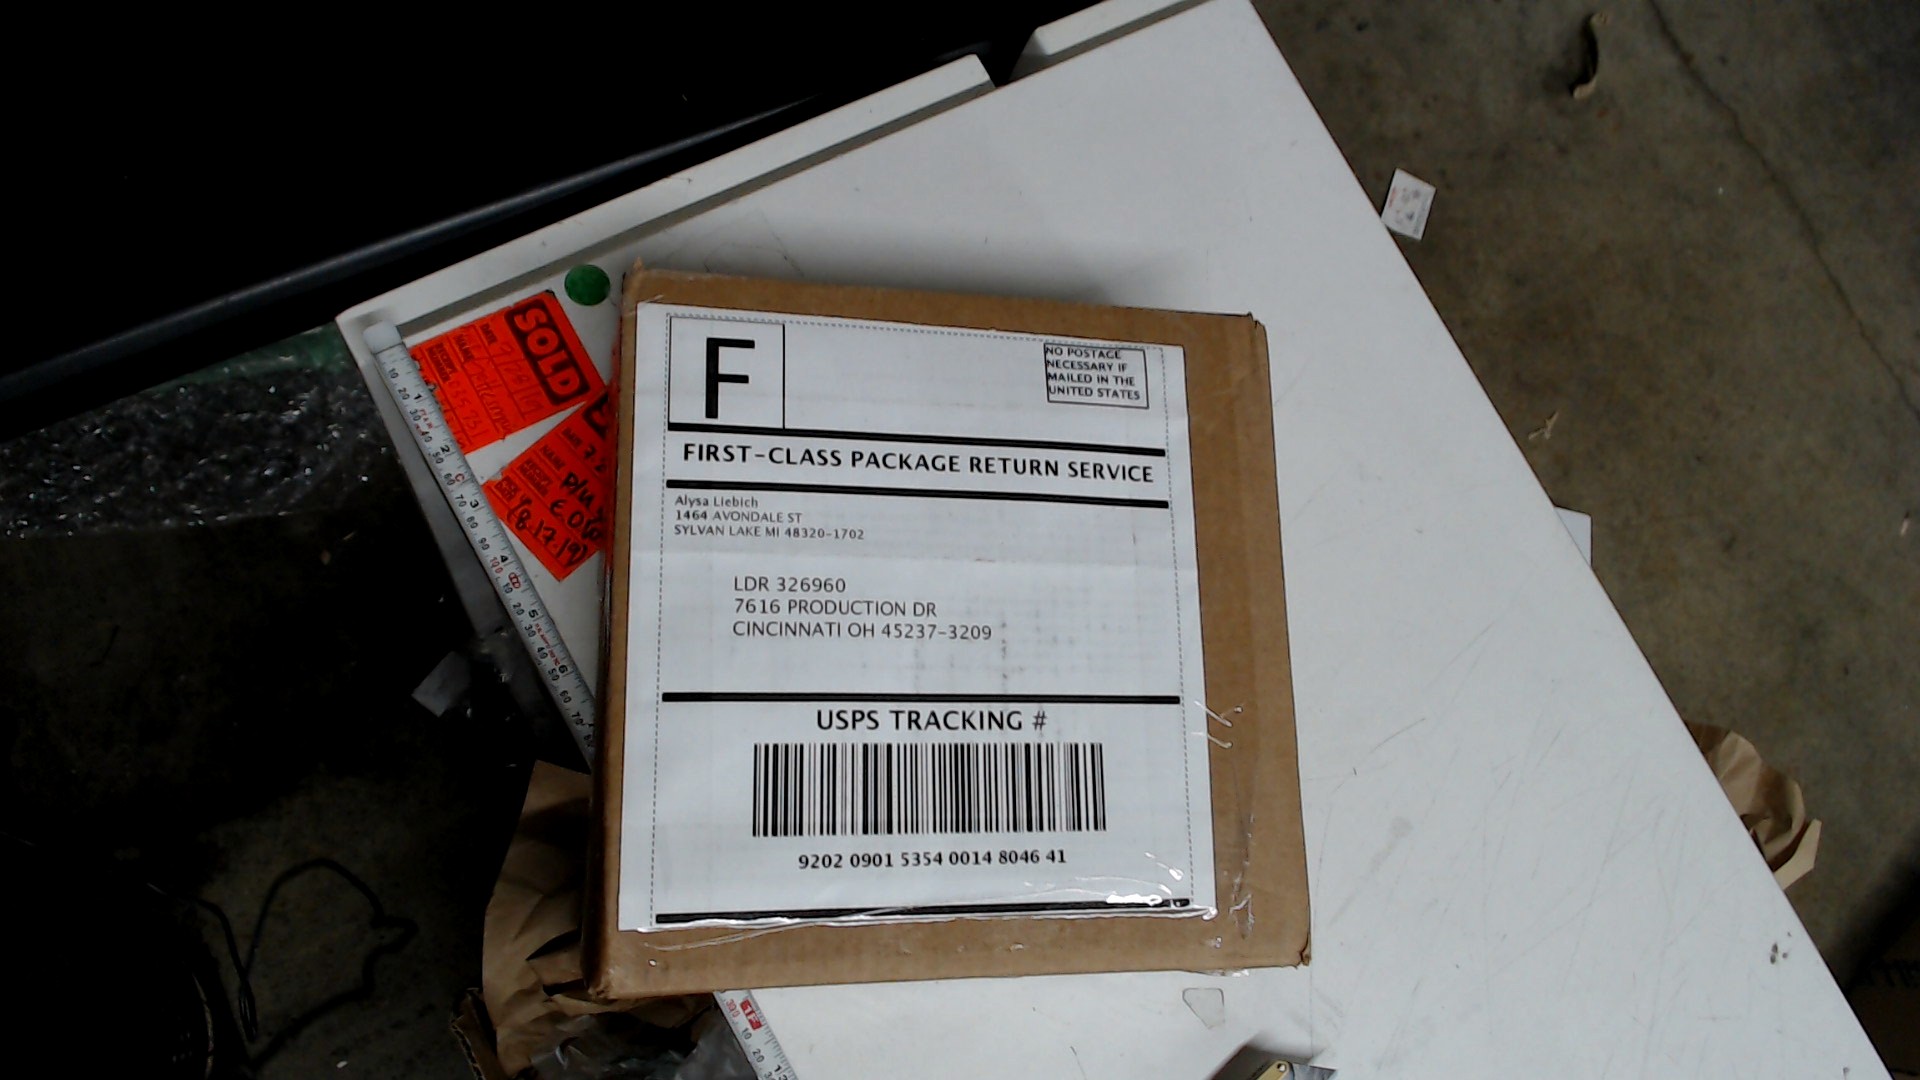 SOLD
F
NO POSTAGE
NECESSARY IF
MAILED IN THE
UNITED STATES
FIRST-CLASS PACKAGE RETURN SERVICE
Alysa Liebich
1464 AVONDALE ST
SYLVAN LAKE MI 48320-1702
LDR 326960
7616 PRODUCTION DR
CINCINNATI OH 45237-3209
USPS TRACKING #
9202 0901 5354 0014 8046 41